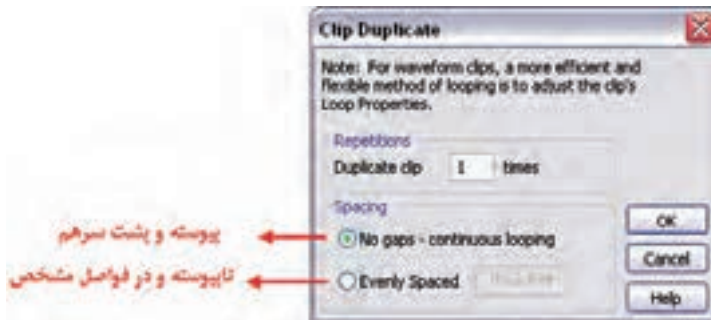 Clip Duplicate
Note: For waveform clips, a more efficient and
flexible method of looping is to adjust the clip's
Loop Properties.
Repetitions
Duplicate clip 1 times
Spacing
پیوسته و پشت سرهم
No gaps - continuous looping
OK
ناپیوسته و در فواصل مشخص
Evenly Spaced
Cancel
Help